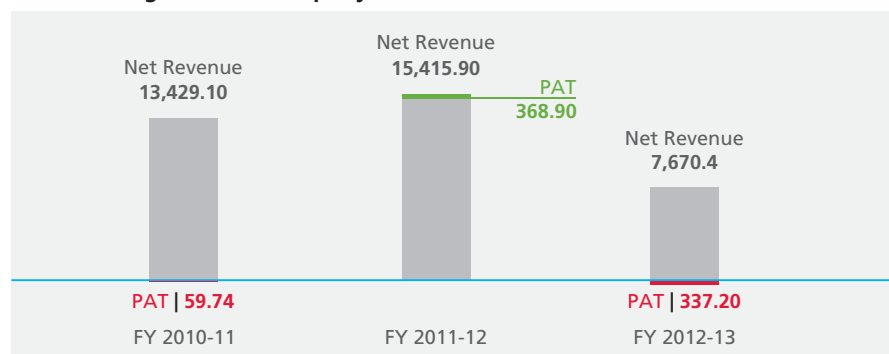 Net Revenue
13,429.10
Net Revenue
15,415.90
PAT
368.90
Net Revenue
7,670.4
PAT | 59.74
PAT | 337.20
FY 2010-11
FY 2011-12
FY 2012-13